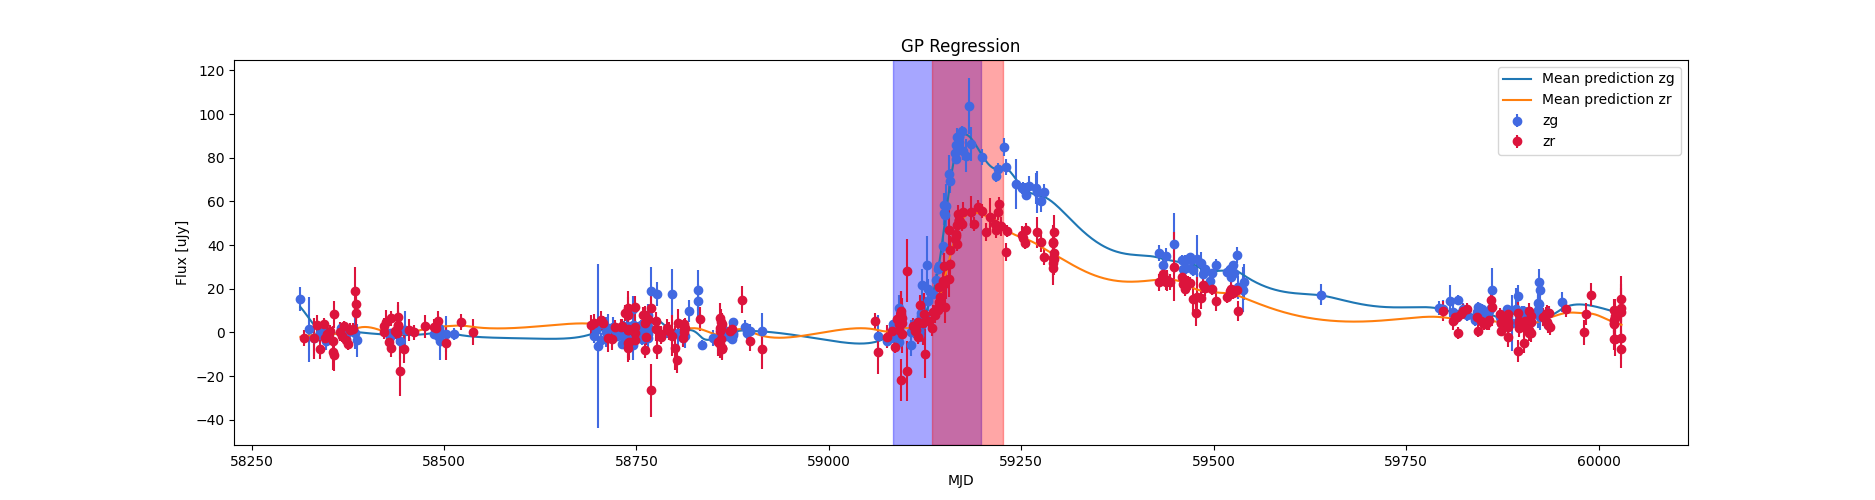 GP Regression
120
100
80
60
40
20
0
−20
−40
Flux [uJy]
58250
58500
58750
59000
59250
59500
59750
60000
MJD
Mean prediction zg
Mean prediction zr
zg
zr